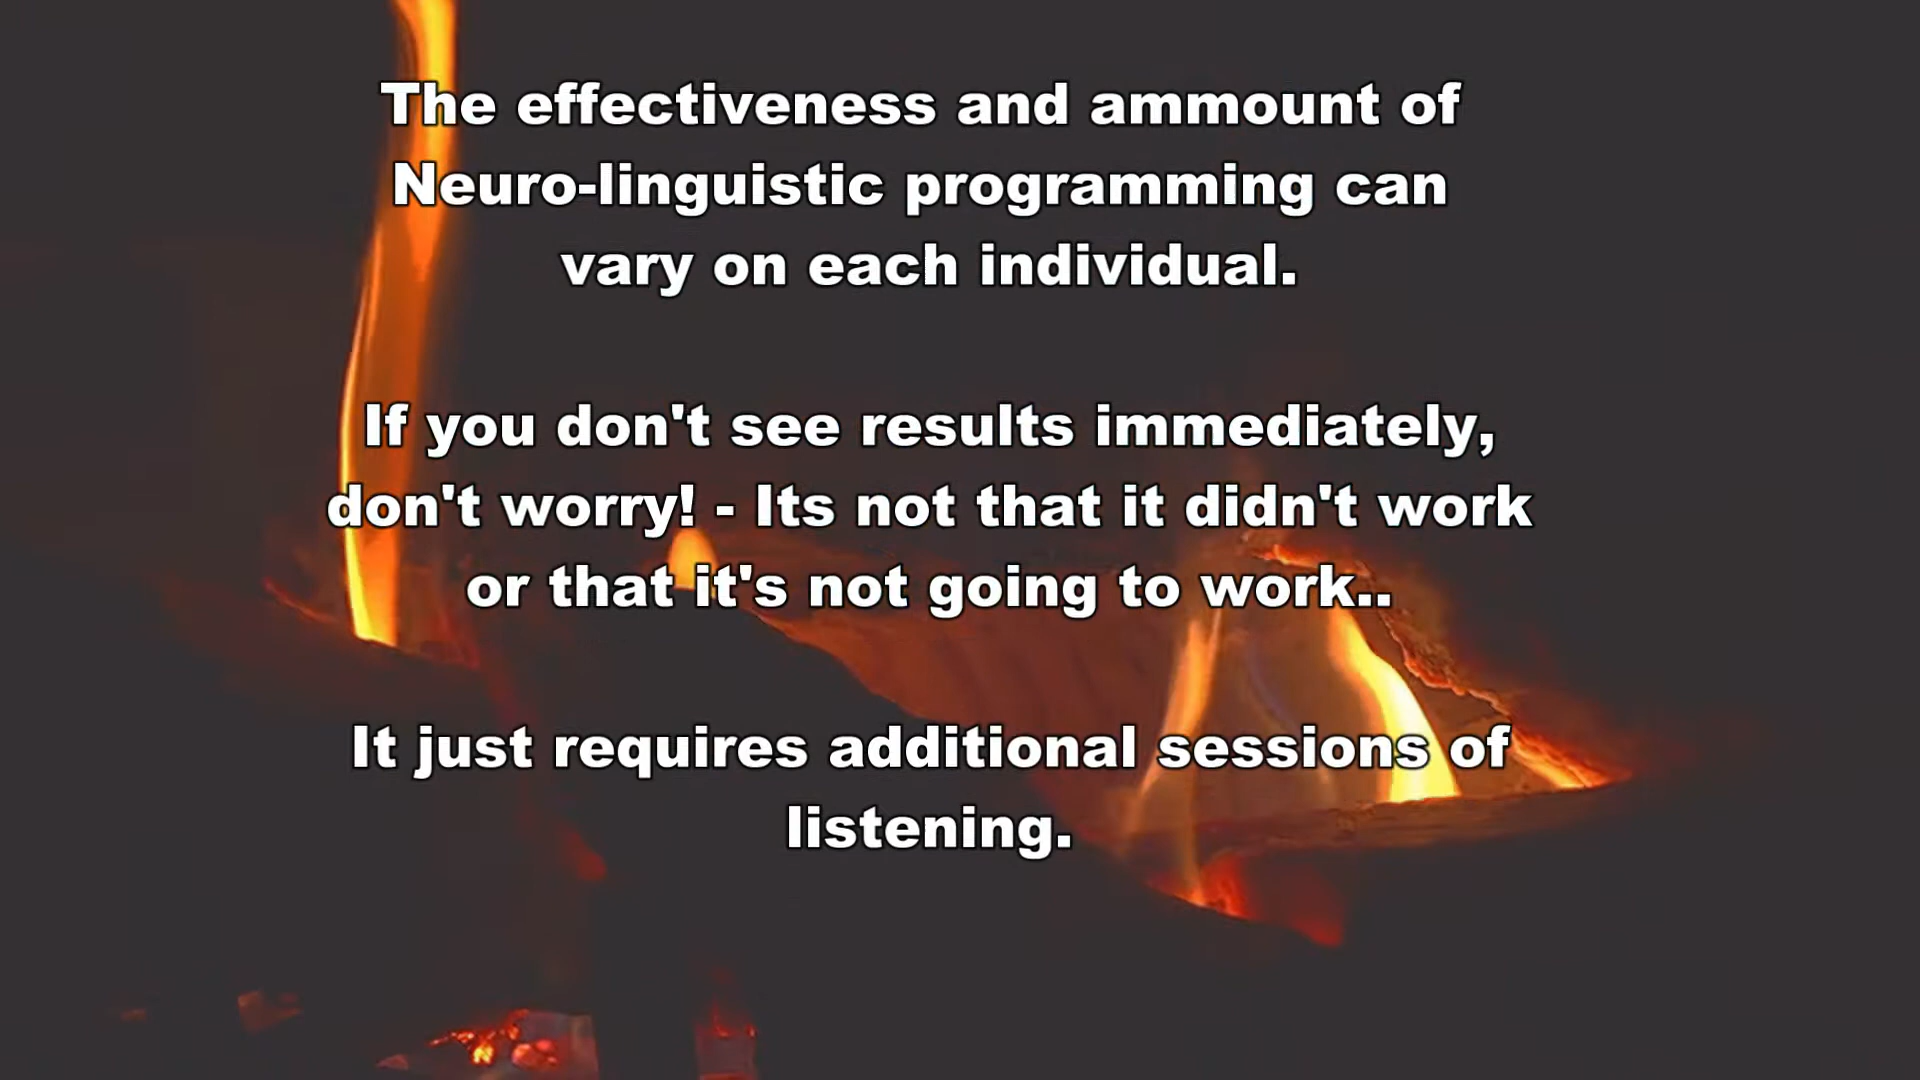 The effectiveness and ammount of
Neuro-linguistic programming can
vary on each individual.
If you don't see results immediately,
don't worry! - Its not that it didn't work
or that it's not going to work..
It just requires additional sessions of
listening.